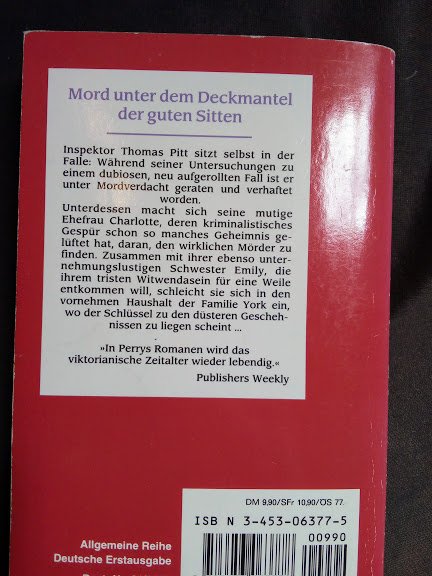 Mord unter dem Deckmantel
der guten Sitten
Inspektor Thomas Pitt sitzt selbst in der
Falle: Während seiner Untersuchungen zu
einem dubiosen, neu aufgerollten Fall ist er
unter Mordverdacht geraten und verhaftet
worden.
Unterdessen macht sich seine mutige
Ehefrau Charlotte, deren kriminalistisches
Gespür schon so manches Geheimnis ge-
lüftet hat, daran, den wirklichen Mörder zu
finden. Zusammen mit ihrer ebenso unter-
nehmungslustigen Schwester Emily, die
ihrem tristen Witwendasein für eine Weile
entkommen will, schleicht sie sich in den
vornehmen Haushalt der Familie York ein,
wo der Schlüssel zu den düsteren Gescheh-
nissen zu liegen scheint ...
»In Perrys Romanen wird das
viktorianische Zeitalter wieder lebendig.«
Publishers Weekly
DM 9,90/SFr 10,90/ÖS 77.
ISBN 3-453-06377-5
00990
Allgemeine Reihe
Deutsche Erstausgabe